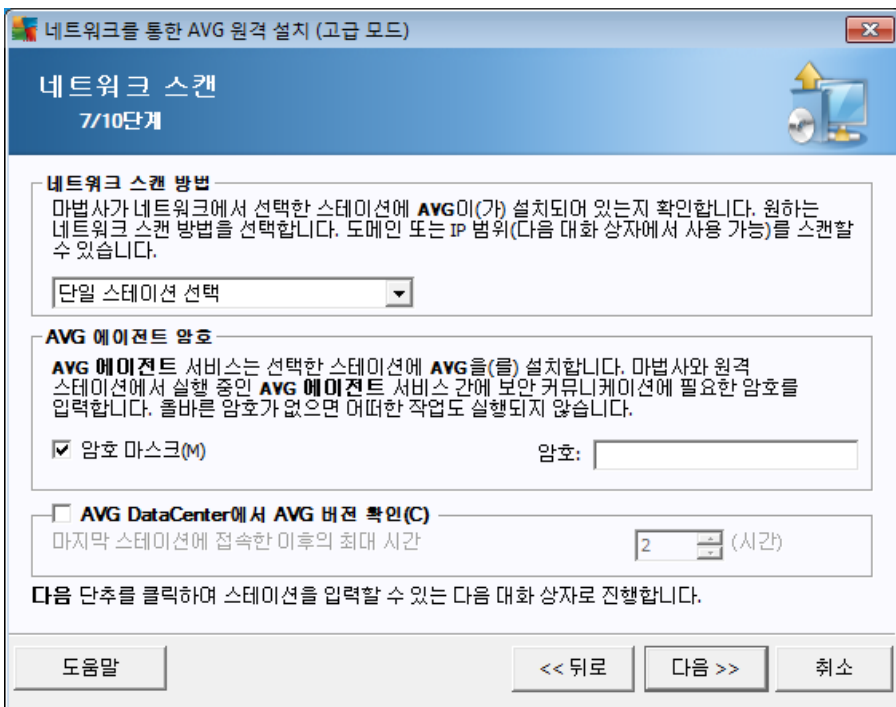 네트워크를 통한 AVG 원격 설치 (고급 모드)
네트워크 스캔
7/10단계
네트워크 스캔 방법
마법사가 네트워크에서 선택한 스테이션에 AVG이(가) 설치되어 있는지 확인합니다. 원하는
네트워크 스캔 방법을 선택합니다. 도메인 또는 IP 범위(다음 대화 상자에서 사용 가능)를 스캔할
수 있습니다.
단일 스테이션 선택
AVG 에이전트 암호
AVG 에이전트 서비스는 선택한 스테이션에 AVG을(를) 설치합니다. 마법사와 원격
스테이션에서 실행 중인 AVG 에이전트 서비스 간에 보안 커뮤니케이션에 필요한 암호를
입력합니다. 올바른 암호가 없으면 어떠한 작업도 실행되지 않습니다.
암호 마스크(M) 암호:
AVG DataCenter에서 AVG 버전 확인(C)
마지막 스테이션에 접속한 이후의 최대 시간 2 (시간)
다음 단추를 클릭하여 스테이션을 입력할 수 있는 다음 대화 상자로 진행합니다.
도움말 << 뒤로 다음 >> 취소